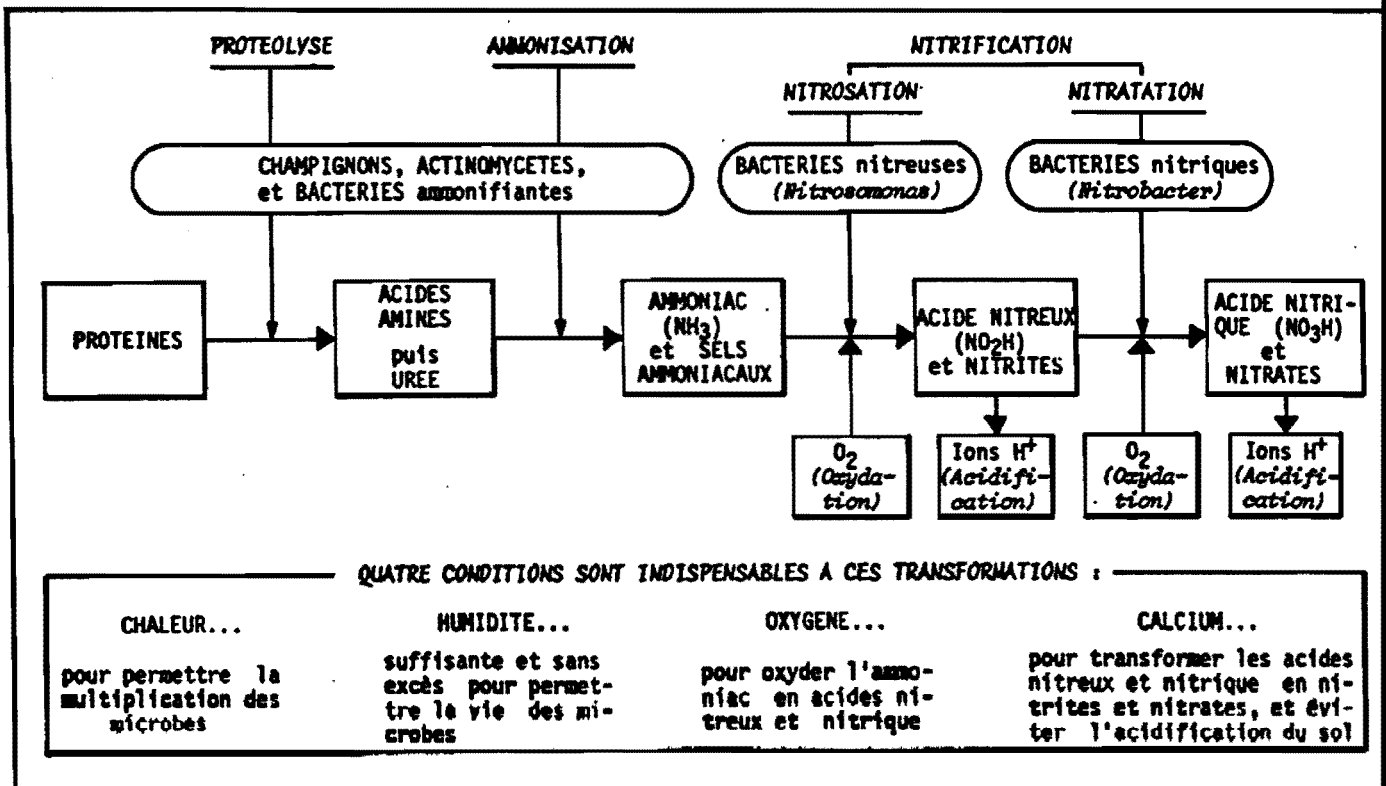 PROTEOLYSE
AMMONISATION
NITRIFICATION
NITROSATION
NITRATATION
CHAMPIGNONS, ACTINOMYCETES,
et BACTERIES ammonifiantes
BACTERIES nitreuses
(Nitrosomonas)
BACTERIES nitriques
(Nitrobacter)
PROTEINES
ACIDES
AMINES
puis
UREE
AMMONIAC
(NH₃)
et SELS
AMMONIACAUX
ACIDE NITREUX
(NO₂H)
et NITRITES
ACIDE NITRI-
QUE (NO₃H)
et
NITRATES
O₂
(Oxyda-
tion)
Ions H⁺
(Acidifi-
cation)
O₂
(Oxyda-
tion)
Ions H⁺
(Acidifi-
cation)
QUATRE CONDITIONS SONT INDISPENSABLES A CES TRANSFORMATIONS :
CHALEUR...
pour permettre la
multiplication des
microbes
HUMIDITE...
suffisante et sans
excès pour permet-
tre la vie des mi-
crobes
OXYGENE...
pour oxyder l'ammo-
niac en acides ni-
treux et nitrique
CALCIUM...
pour transformer les acides
nitreux et nitrique en ni-
trites et nitrates, et évi-
ter l'acidification du sol